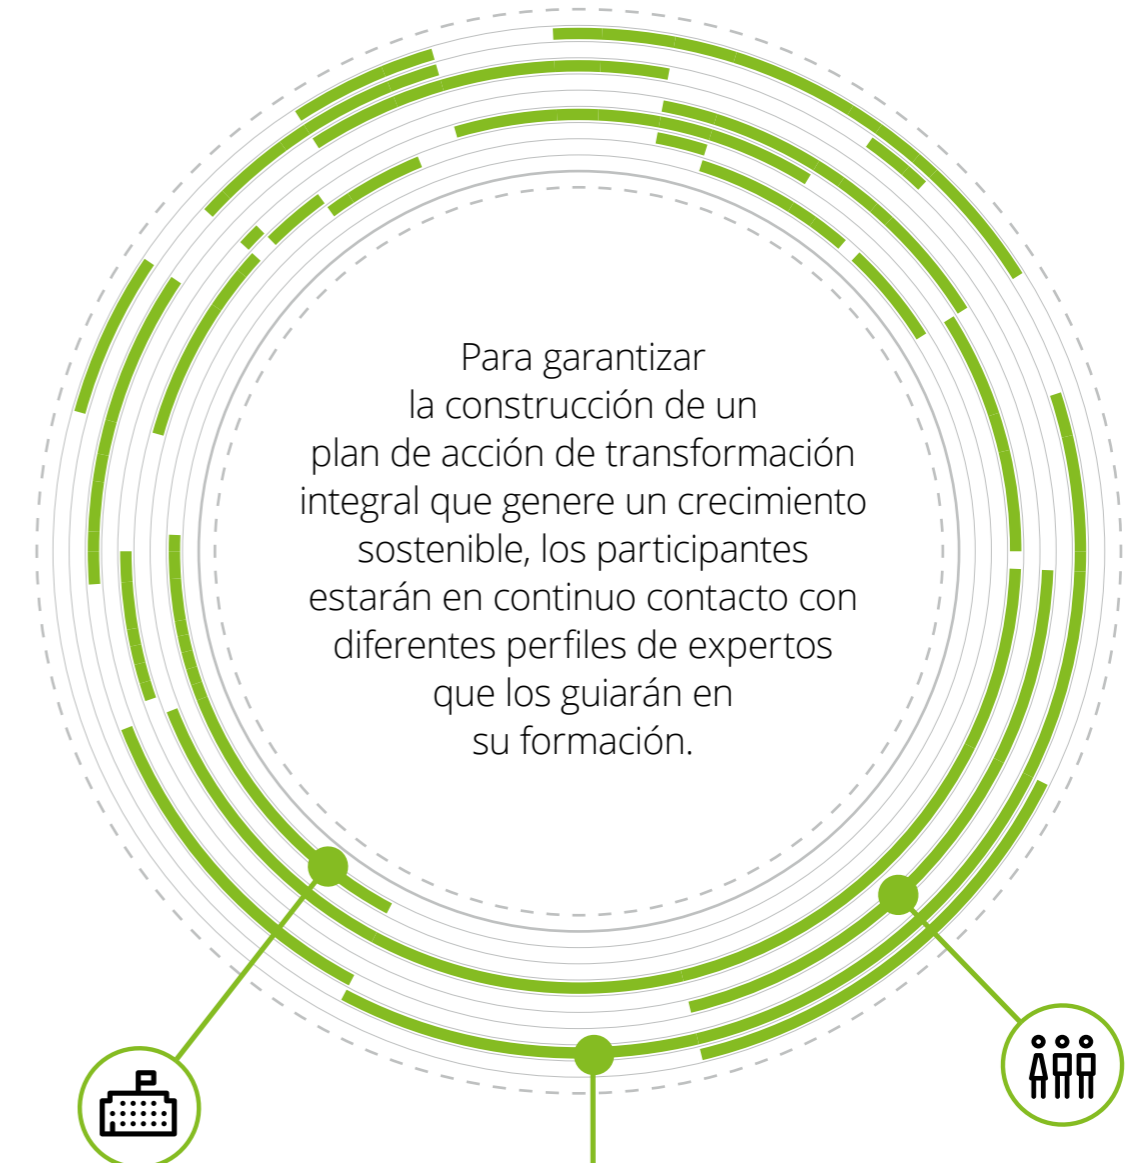 Para garantizar
la construcción de un
plan de acción de transformación
integral que genere un crecimiento
sostenible, los participantes
estarán en continuo contacto con
diferentes perfiles de expertos
que los guiarán en
su formación.